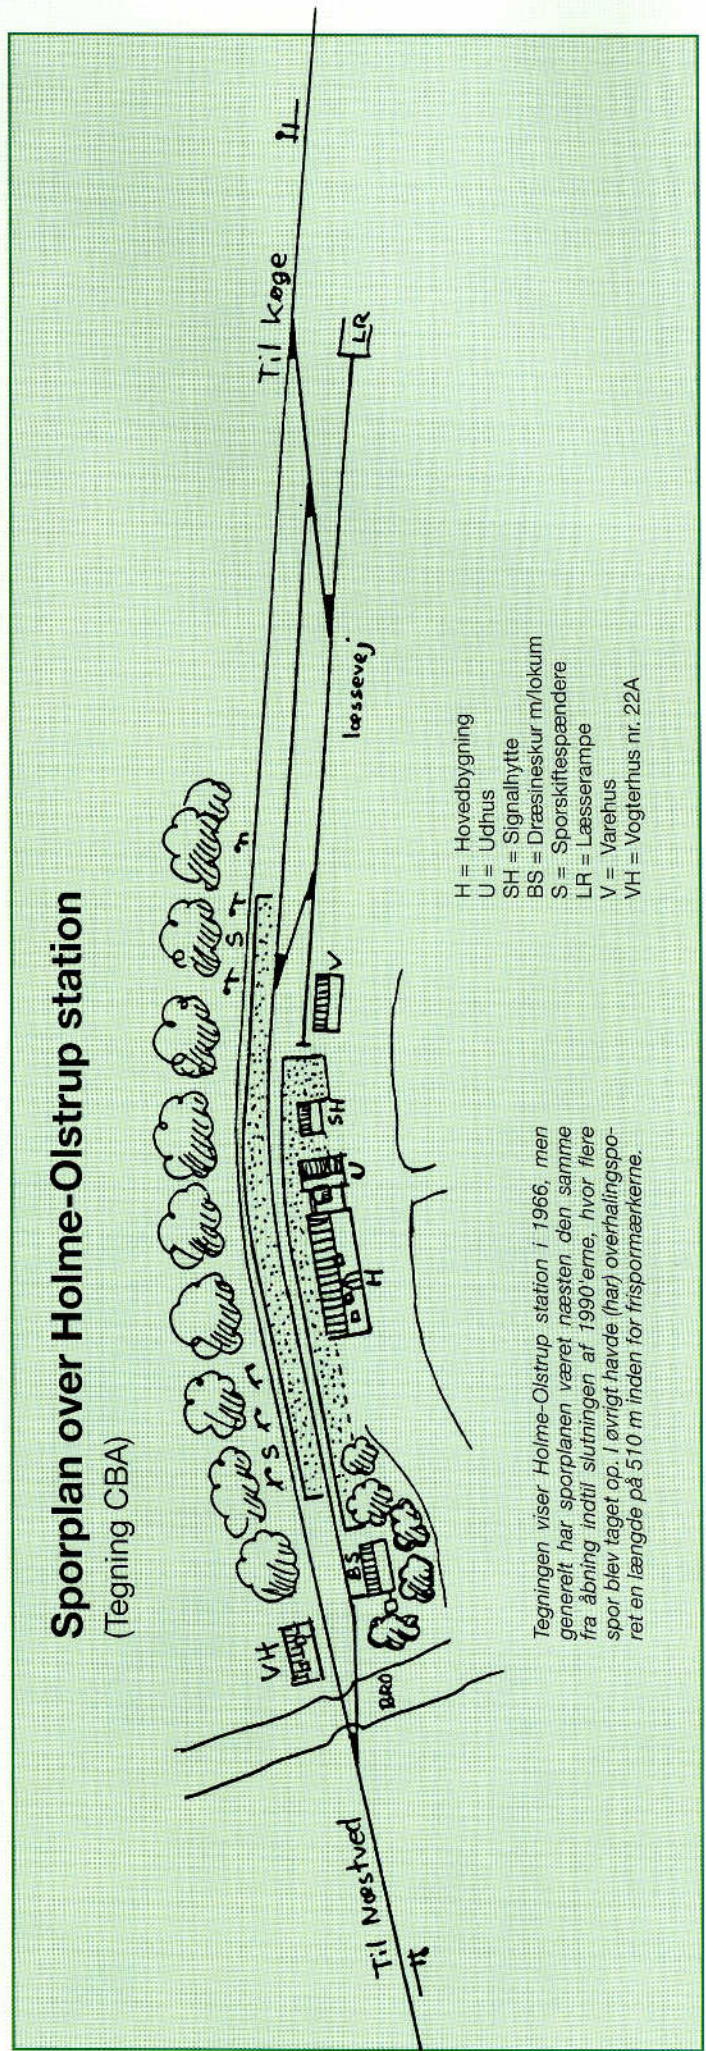 Sporplan over Holme-Olstrup station
(Tegning CBA)
VH
S
S
Til Køge
Til Næstved
BRO
BS
H
U
SH
V
læssevej
LR
Tegningen viser Holme-Olstrup station i 1966, men
generelt har sporplanen været næsten den samme
fra åbning indtil slutningen af 1990'erne, hvor flere
spor blev taget op. I øvrigt havde (har) overhalingspo-
ret en længde på 510 m inden for frispormærkerne.
H = Hovedbygning
U = Udhus
SH = Signalhytte
BS = Dræsineskur m/lokum
S = Sporskiftespændere
LR = Læsserampe
V = Varehus
VH = Vogterhus nr. 22A